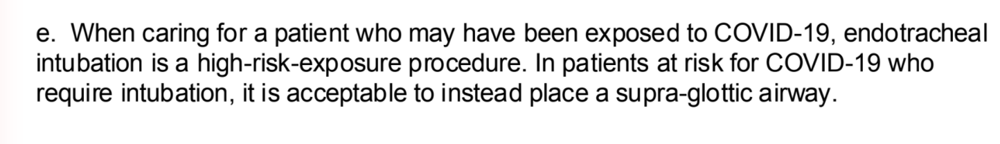 e. When caring for a patient who may have been exposed to COVID-19, endotracheal
intubation is a high-risk-exposure procedure. In patients at risk for COVID-19 who
require intubation, it is acceptable to instead place a supra-glottic airway.